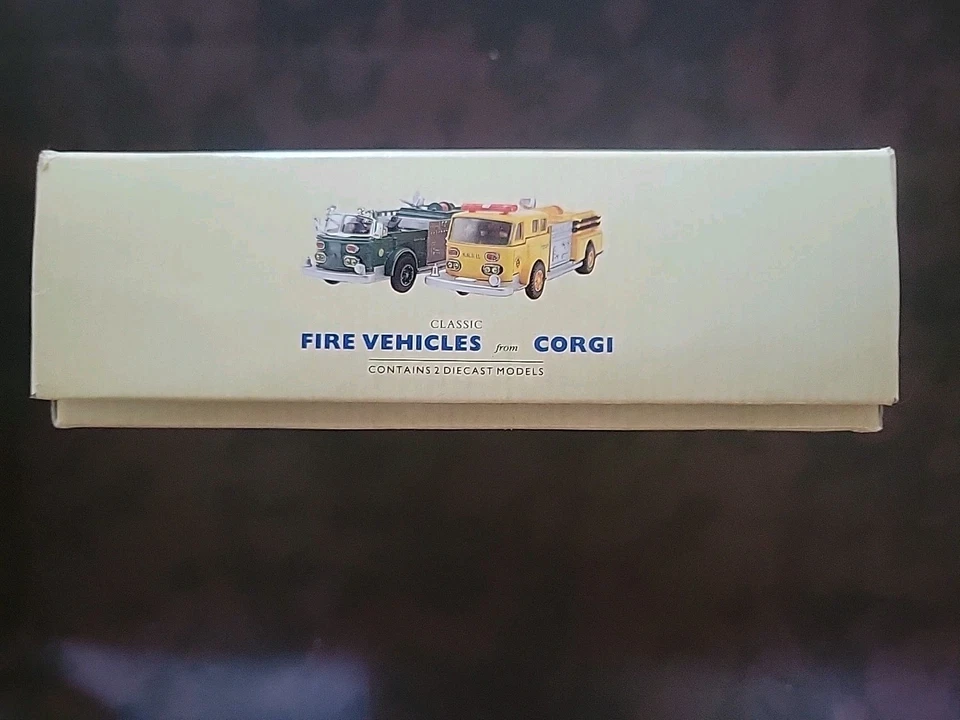 CLASSIC
FIRE VEHICLES from CORGI
CONTAINS 2 DIECAST MODELS